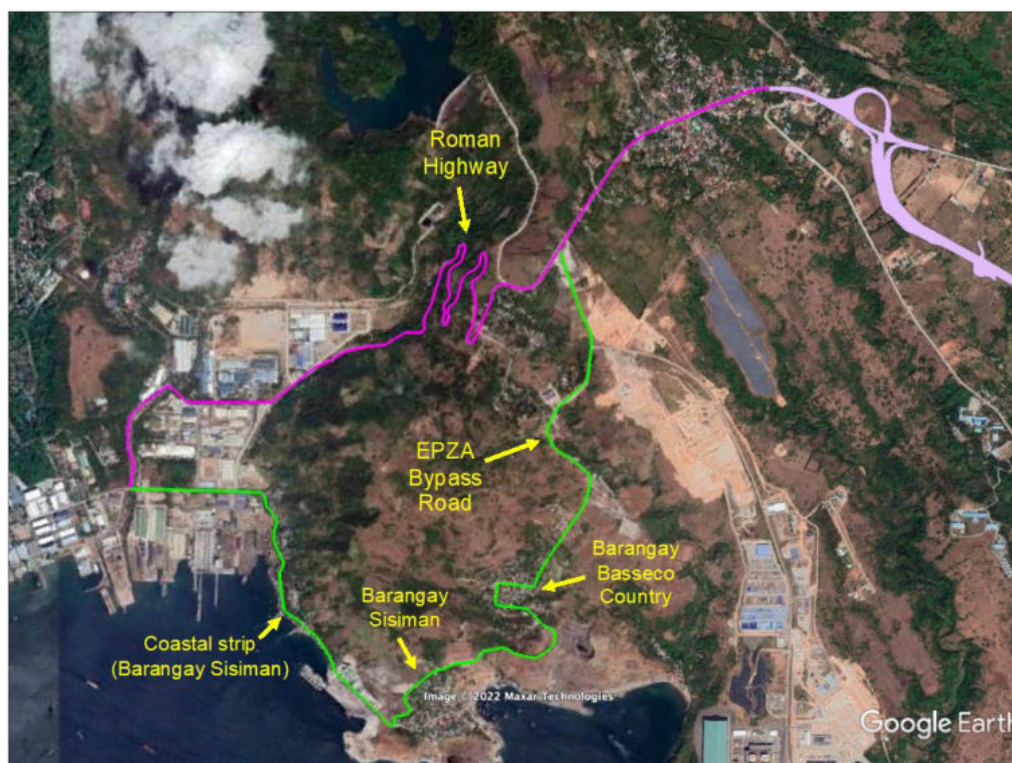 Roman
Highway
EPZA
Bypass
Road
Barangay
Basseco
Country
Barangay
Sisiman
Coastal strip
(Barangay Sisiman)
Image © 2022 Maxar Technologies
Google Earth